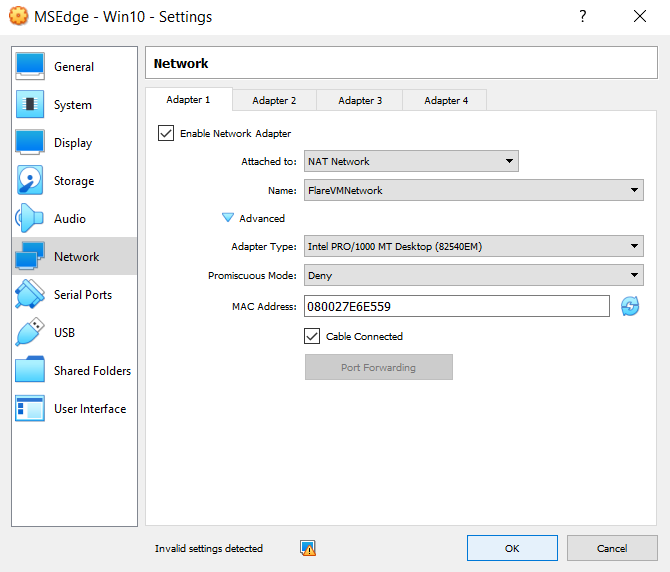 MSEdge - Win10 - Settings
?
General
System
Display
Storage
Audio
Network
Serial Ports
USB
Shared Folders
User Interface
Network
Adapter 1 Adapter 2 Adapter 3 Adapter 4
Enable Network Adapter
Attached to: NAT Network
Name: FlareVMNetwork
Advanced
Adapter Type: Intel PRO/1000 MT Desktop (82540EM)
Promiscuous Mode: Deny
MAC Address: 080027E6E559
Cable Connected
Port Forwarding
Invalid settings detected
OK Cancel